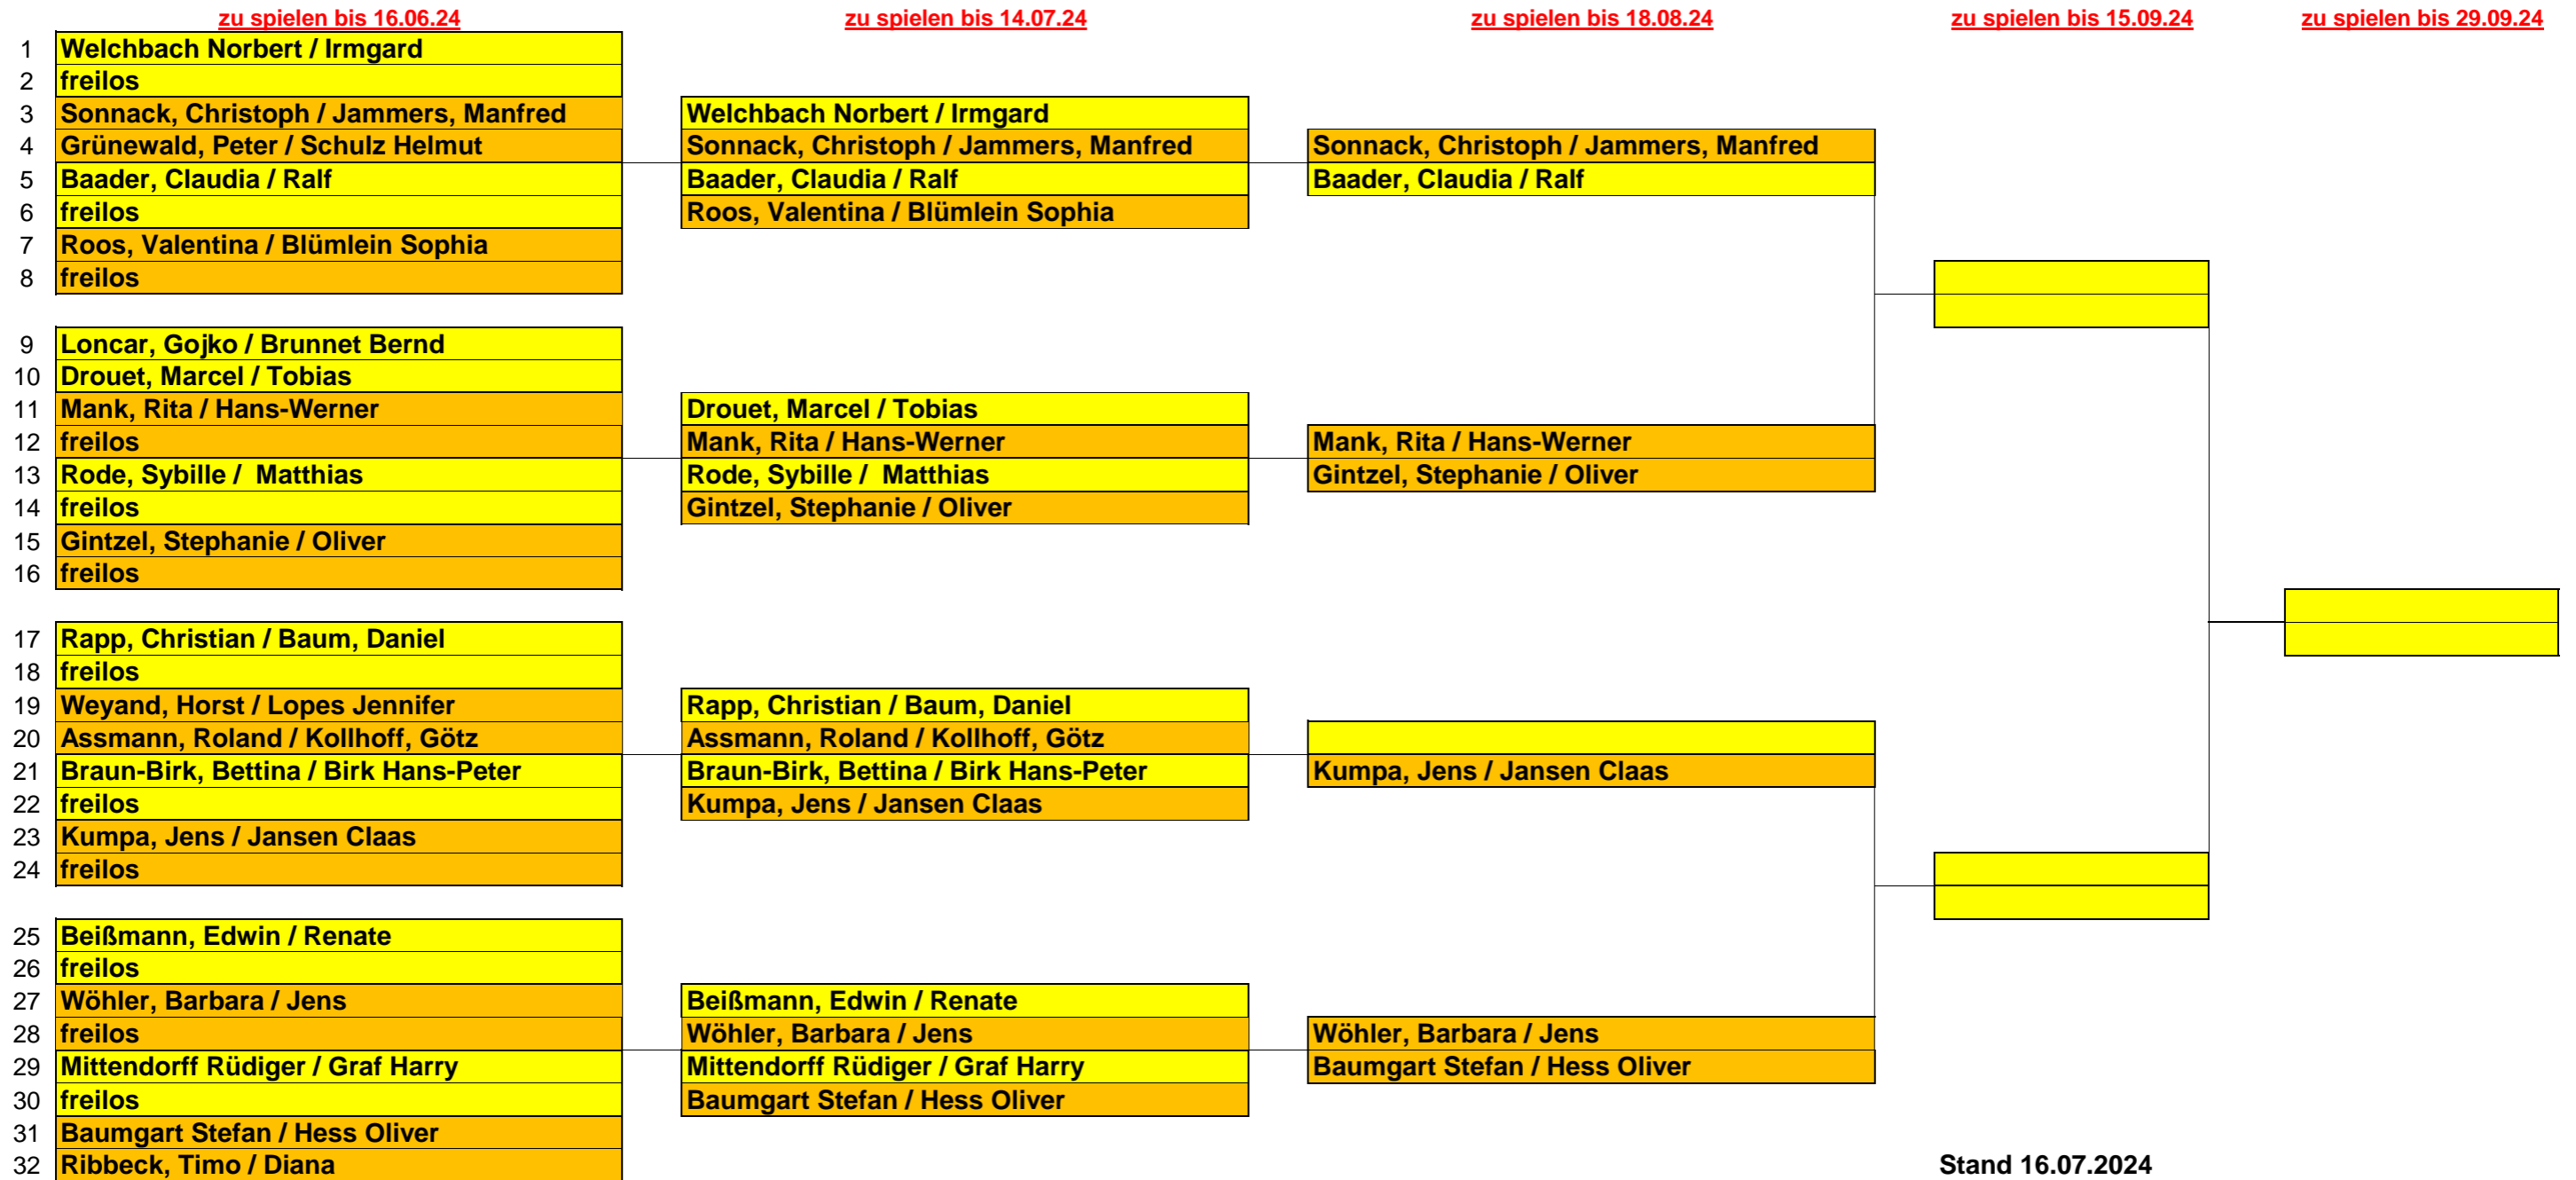 zu spielen bis 16.06.24 zu spielen bis 14.07.24 zu spielen bis 18.08.24 zu spielen bis 15.09.24 zu spielen bis 29.09.24
1 Welchbach Norbert / Irmgard
2 freilos
3 Sonnack, Christoph / Jammers, Manfred Welchbach Norbert / Irmgard
4 Grünewald, Peter / Schulz Helmut Sonnack, Christoph / Jammers, Manfred Sonnack, Christoph / Jammers, Manfred
5 Baader, Claudia / Ralf Baader, Claudia / Ralf Baader, Claudia / Ralf
6 freilos Roos, Valentina / Blümlein Sophia
7 Roos, Valentina / Blümlein Sophia
8 freilos
9 Loncar, Gojko / Brunnet Bernd
10 Drouet, Marcel / Tobias
11 Mank, Rita / Hans-Werner Drouet, Marcel / Tobias
12 freilos Mank, Rita / Hans-Werner Mank, Rita / Hans-Werner
13 Rode, Sybille / Matthias Rode, Sybille / Matthias Gintzel, Stephanie / Oliver
14 freilos Gintzel, Stephanie / Oliver
15 Gintzel, Stephanie / Oliver
16 freilos
17 Rapp, Christian / Baum, Daniel
18 freilos
19 Weyand, Horst / Lopes Jennifer Rapp, Christian / Baum, Daniel
20 Assmann, Roland / Kollhoff, Götz Assmann, Roland / Kollhoff, Götz
21 Braun-Birk, Bettina / Birk Hans-Peter Braun-Birk, Bettina / Birk Hans-Peter Kumpa, Jens / Jansen Claas
22 freilos Kumpa, Jens / Jansen Claas
23 Kumpa, Jens / Jansen Claas
24 freilos
25 Beißmann, Edwin / Renate
26 freilos
27 Wöhler, Barbara / Jens Beißmann, Edwin / Renate
28 freilos Wöhler, Barbara / Jens Wöhler, Barbara / Jens
29 Mittendorff Rüdiger / Graf Harry Mittendorff Rüdiger / Graf Harry Baumgart Stefan / Hess Oliver
30 freilos Baumgart Stefan / Hess Oliver
31 Baumgart Stefan / Hess Oliver
32 Ribbeck, Timo / Diana Stand 16.07.2024